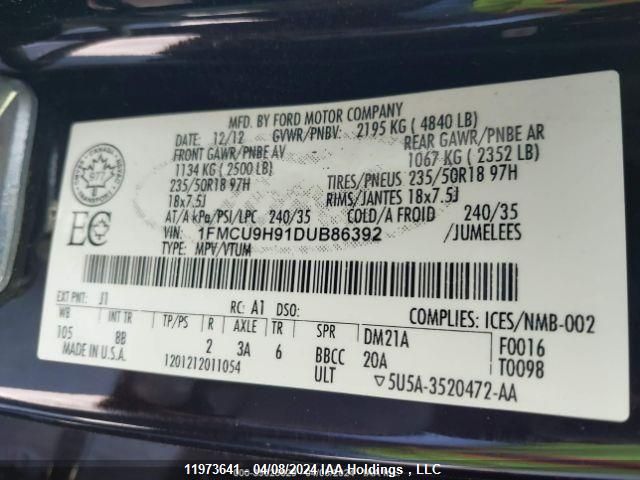 MFD. BY FORD MOTOR COMPANY
DATE: 12/12 GVWR/PNBV: 2195 KG ( 4840 LB)
FRONT GAWR/PNBE AV REAR GAWR/PNBE AR
1134 KG ( 2500 LB) 1067 KG ( 2352 LB)
235/50R18 97H TIRES/PNEUS 235/50R18 97H
18x7.5J RIMS/JANTES 18x7.5J
AT/A kPa/PSI/LPC 240/35 COLD/A FROID 240/35
VIN: 1FMCU9H91DUB86392 /JUMELEES
TYPE: MPV/VTUM
EC
EXT PNT: J1 RC: A1 DSO: COMPLIES: ICES/NMB-002
WB INT TR TP/PS R AXLE TR SPR DM21A F0016
105 BB 2 3A 6 BBCC 20A T0098
MADE IN U.S.A. 1201212011054 ULT ▽5U5A-3520472-AA
11973641 - 04/08/2024 IAA Holdings , LLC